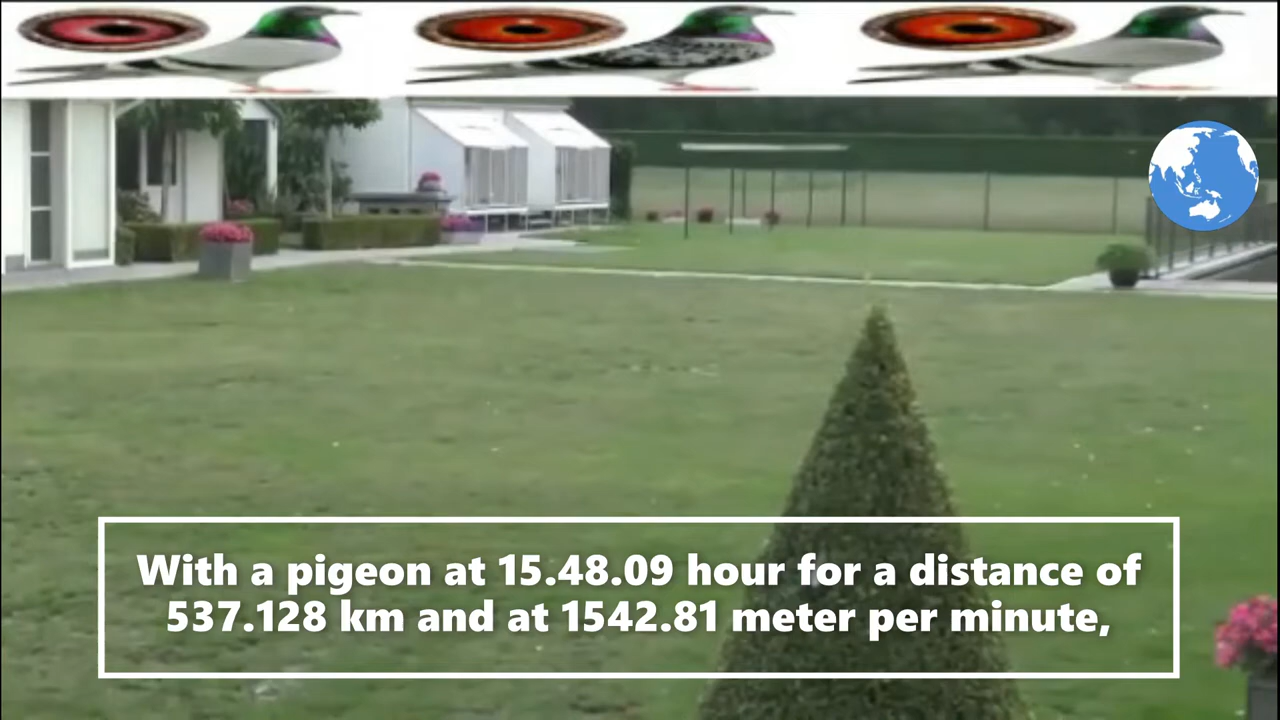 With a pigeon at 15.48.09 hour for a distance of
537.128 km and at 1542.81 meter per minute,